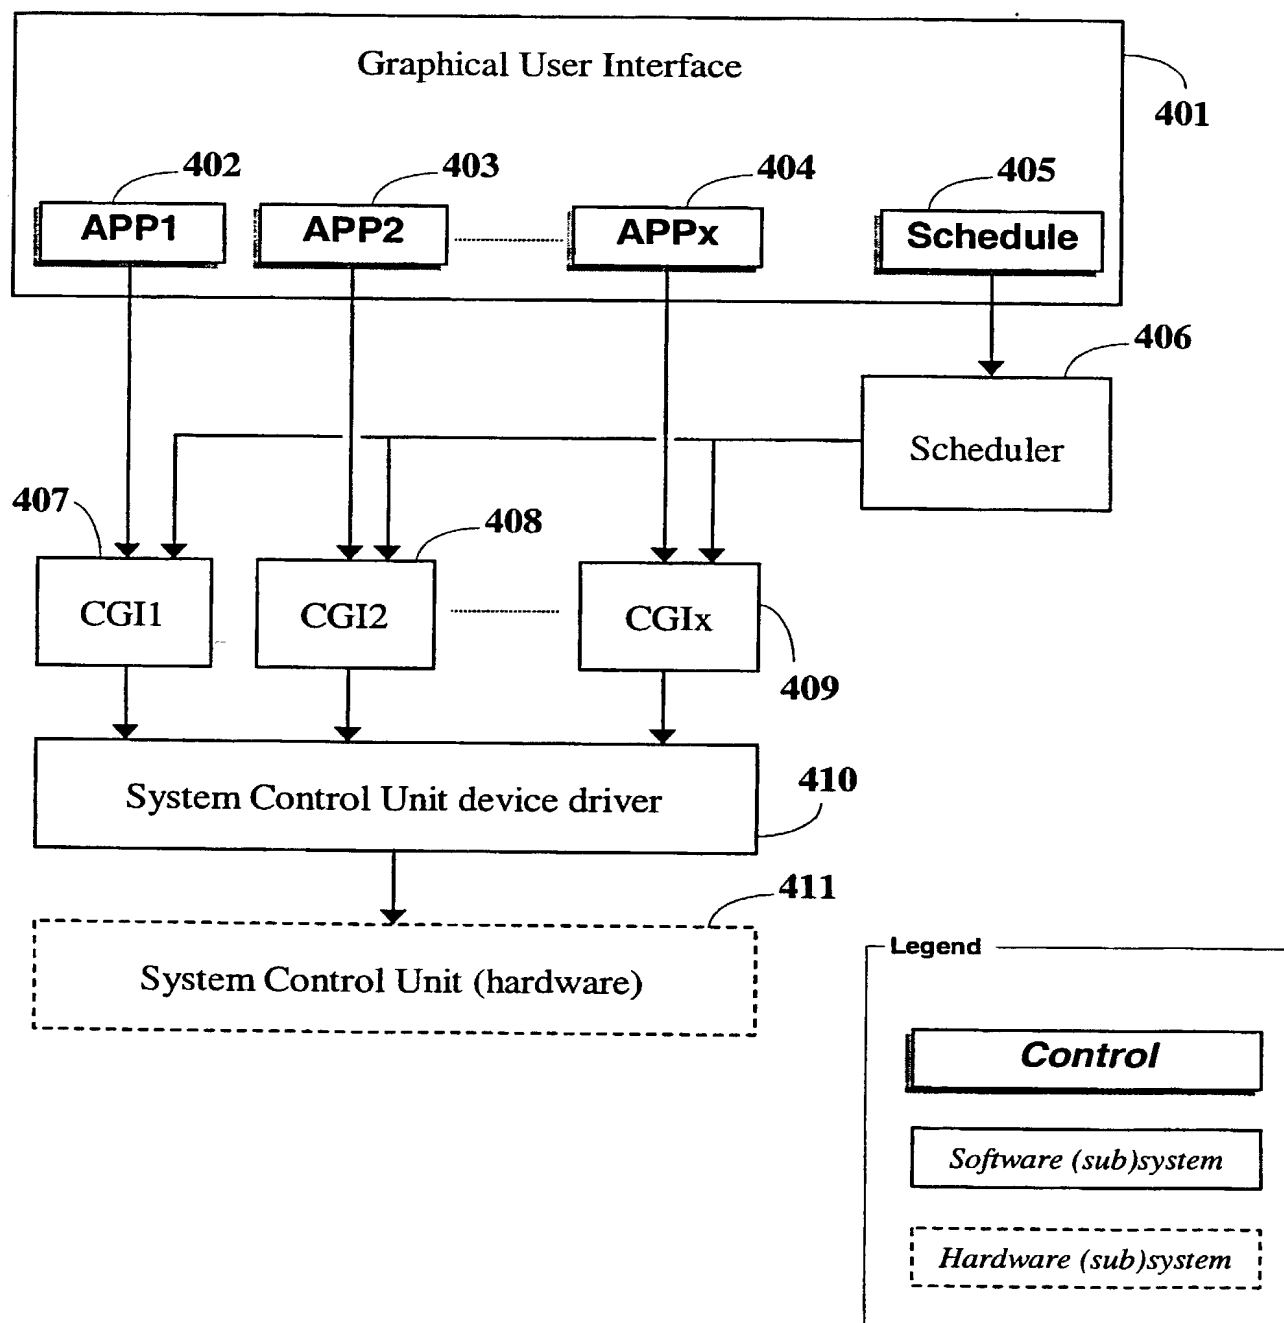 Graphical User Interface
401
402
403
404
405
APP1
APP2
APPx
Schedule
406
Scheduler
407
408
CGI1
CGI2
CGIx
409
System Control Unit device driver
410
411
System Control Unit (hardware)
Legend
Control
Software (sub)system
Hardware (sub)system